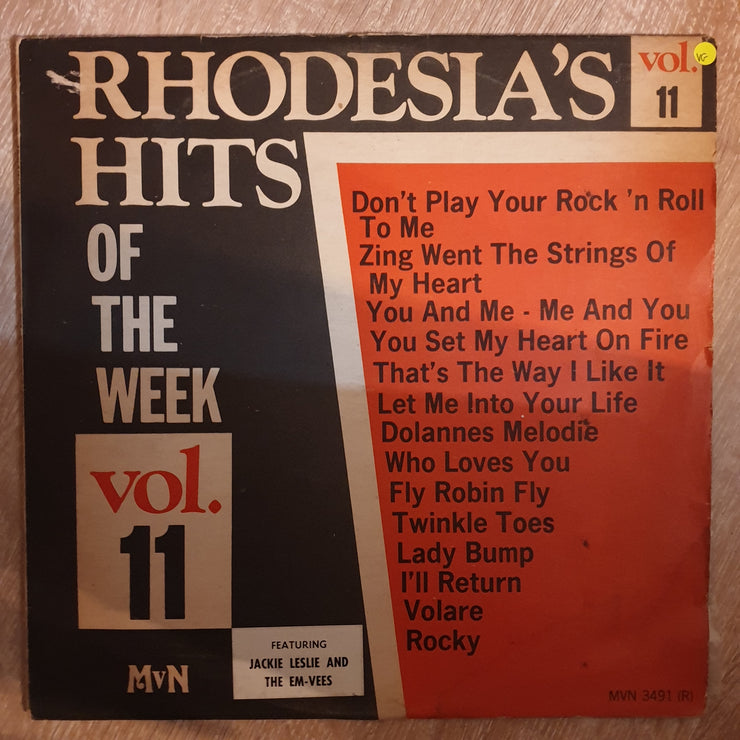 RHODESIA'S
HITS
OF
THE
WEEK
vol.
11
VG
vol.
11
Don't Play Your Rock 'n Roll
To Me
Zing Went The Strings Of
My Heart
You And Me - Me And You
You Set My Heart On Fire
That's The Way I Like It
Let Me Into Your Life
Dolannes Melodie
Who Loves You
Fly Robin Fly
Twinkle Toes
Lady Bump
I'll Return
Volare
Rocky
MvN
FEATURING
JACKIE LESLIE AND
THE EM-VEES
MVN 3491 (R)